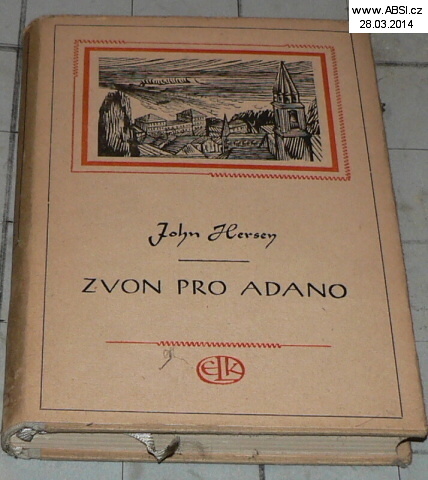 www.ABSI.cz
28.03.2014
John Hersey
ZVON PRO ADANO
ELK